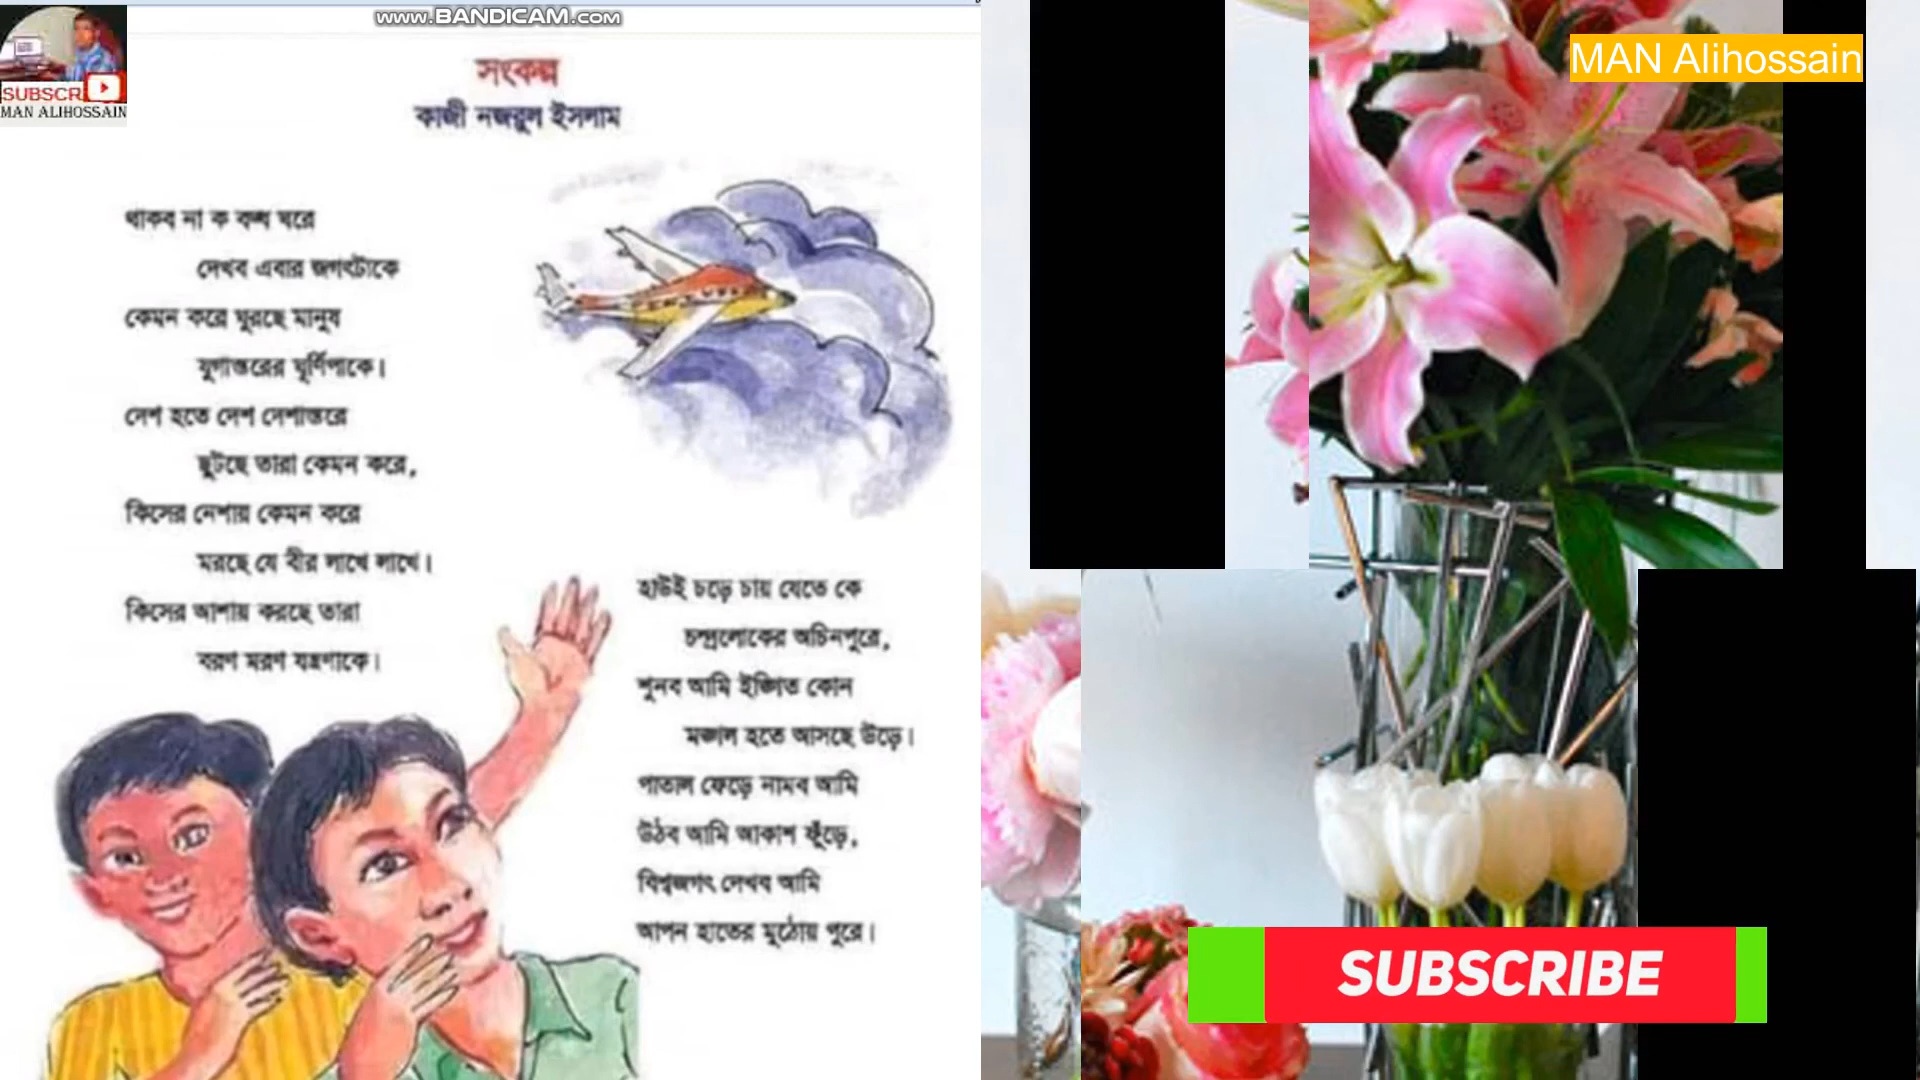 www.BANDICAM.com
SUBSCR
MAN ALIHOSSAIN
সংকল্প
কাজী নজরুল ইসলাম
থাকব না ক বদ্ধ ঘরে
দেখব এবার জগৎটাকে
কেমন করে ঘুরছে মানুষ
যুগান্তরের ঘূর্ণিপাকে।
দেশ হতে দেশ দেশান্তরে
ছুটছে তারা কেমন করে,
কিসের নেশায় কেমন করে
মরছে যে বীর লাখে লাখে।
কিসের আশায় করছে তারা
বরণ মরণ যন্ত্রণাকে।
হাউই চড়ে চায় যেতে কে
চন্দ্রলোকের অচিনপুরে,
শুনব আমি ইঙ্গিত কোন
মঙ্গল হতে আসছে উড়ে।
পাতাল ফেড়ে নামব আমি
উঠব আমি আকাশ ফুঁড়ে,
বিশ্বজগৎ দেখব আমি
আপন হাতের মুঠোয় পুরে।
MAN Alihossain
SUBSCRIBE